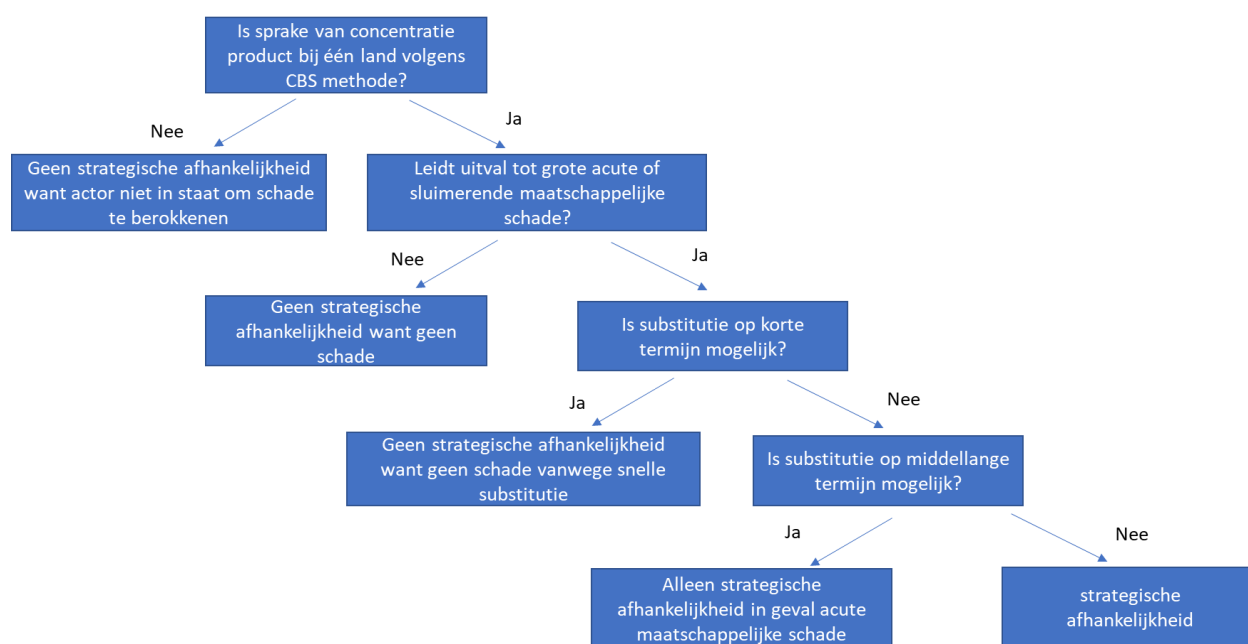 Is sprake van concentratie
product bij één land volgens
CBS methode?
Nee
Ja
Geen strategische afhankelijkheid
want actor niet in staat om schade
te berokkenen
Leidt uitval tot grote acute of
sluimerende maatschappelijke
schade?
Nee
Ja
Geen strategische
afhankelijkheid want geen
schade
Is substitutie op korte
termijn mogelijk?
Ja
Nee
Geen strategische afhankelijkheid
want geen schade vanwege snelle
substitutie
Is substitutie op middellange
termijn mogelijk?
Ja
Nee
Alleen strategische
afhankelijkheid in geval acute
maatschappelijke schade
strategische
afhankelijkheid